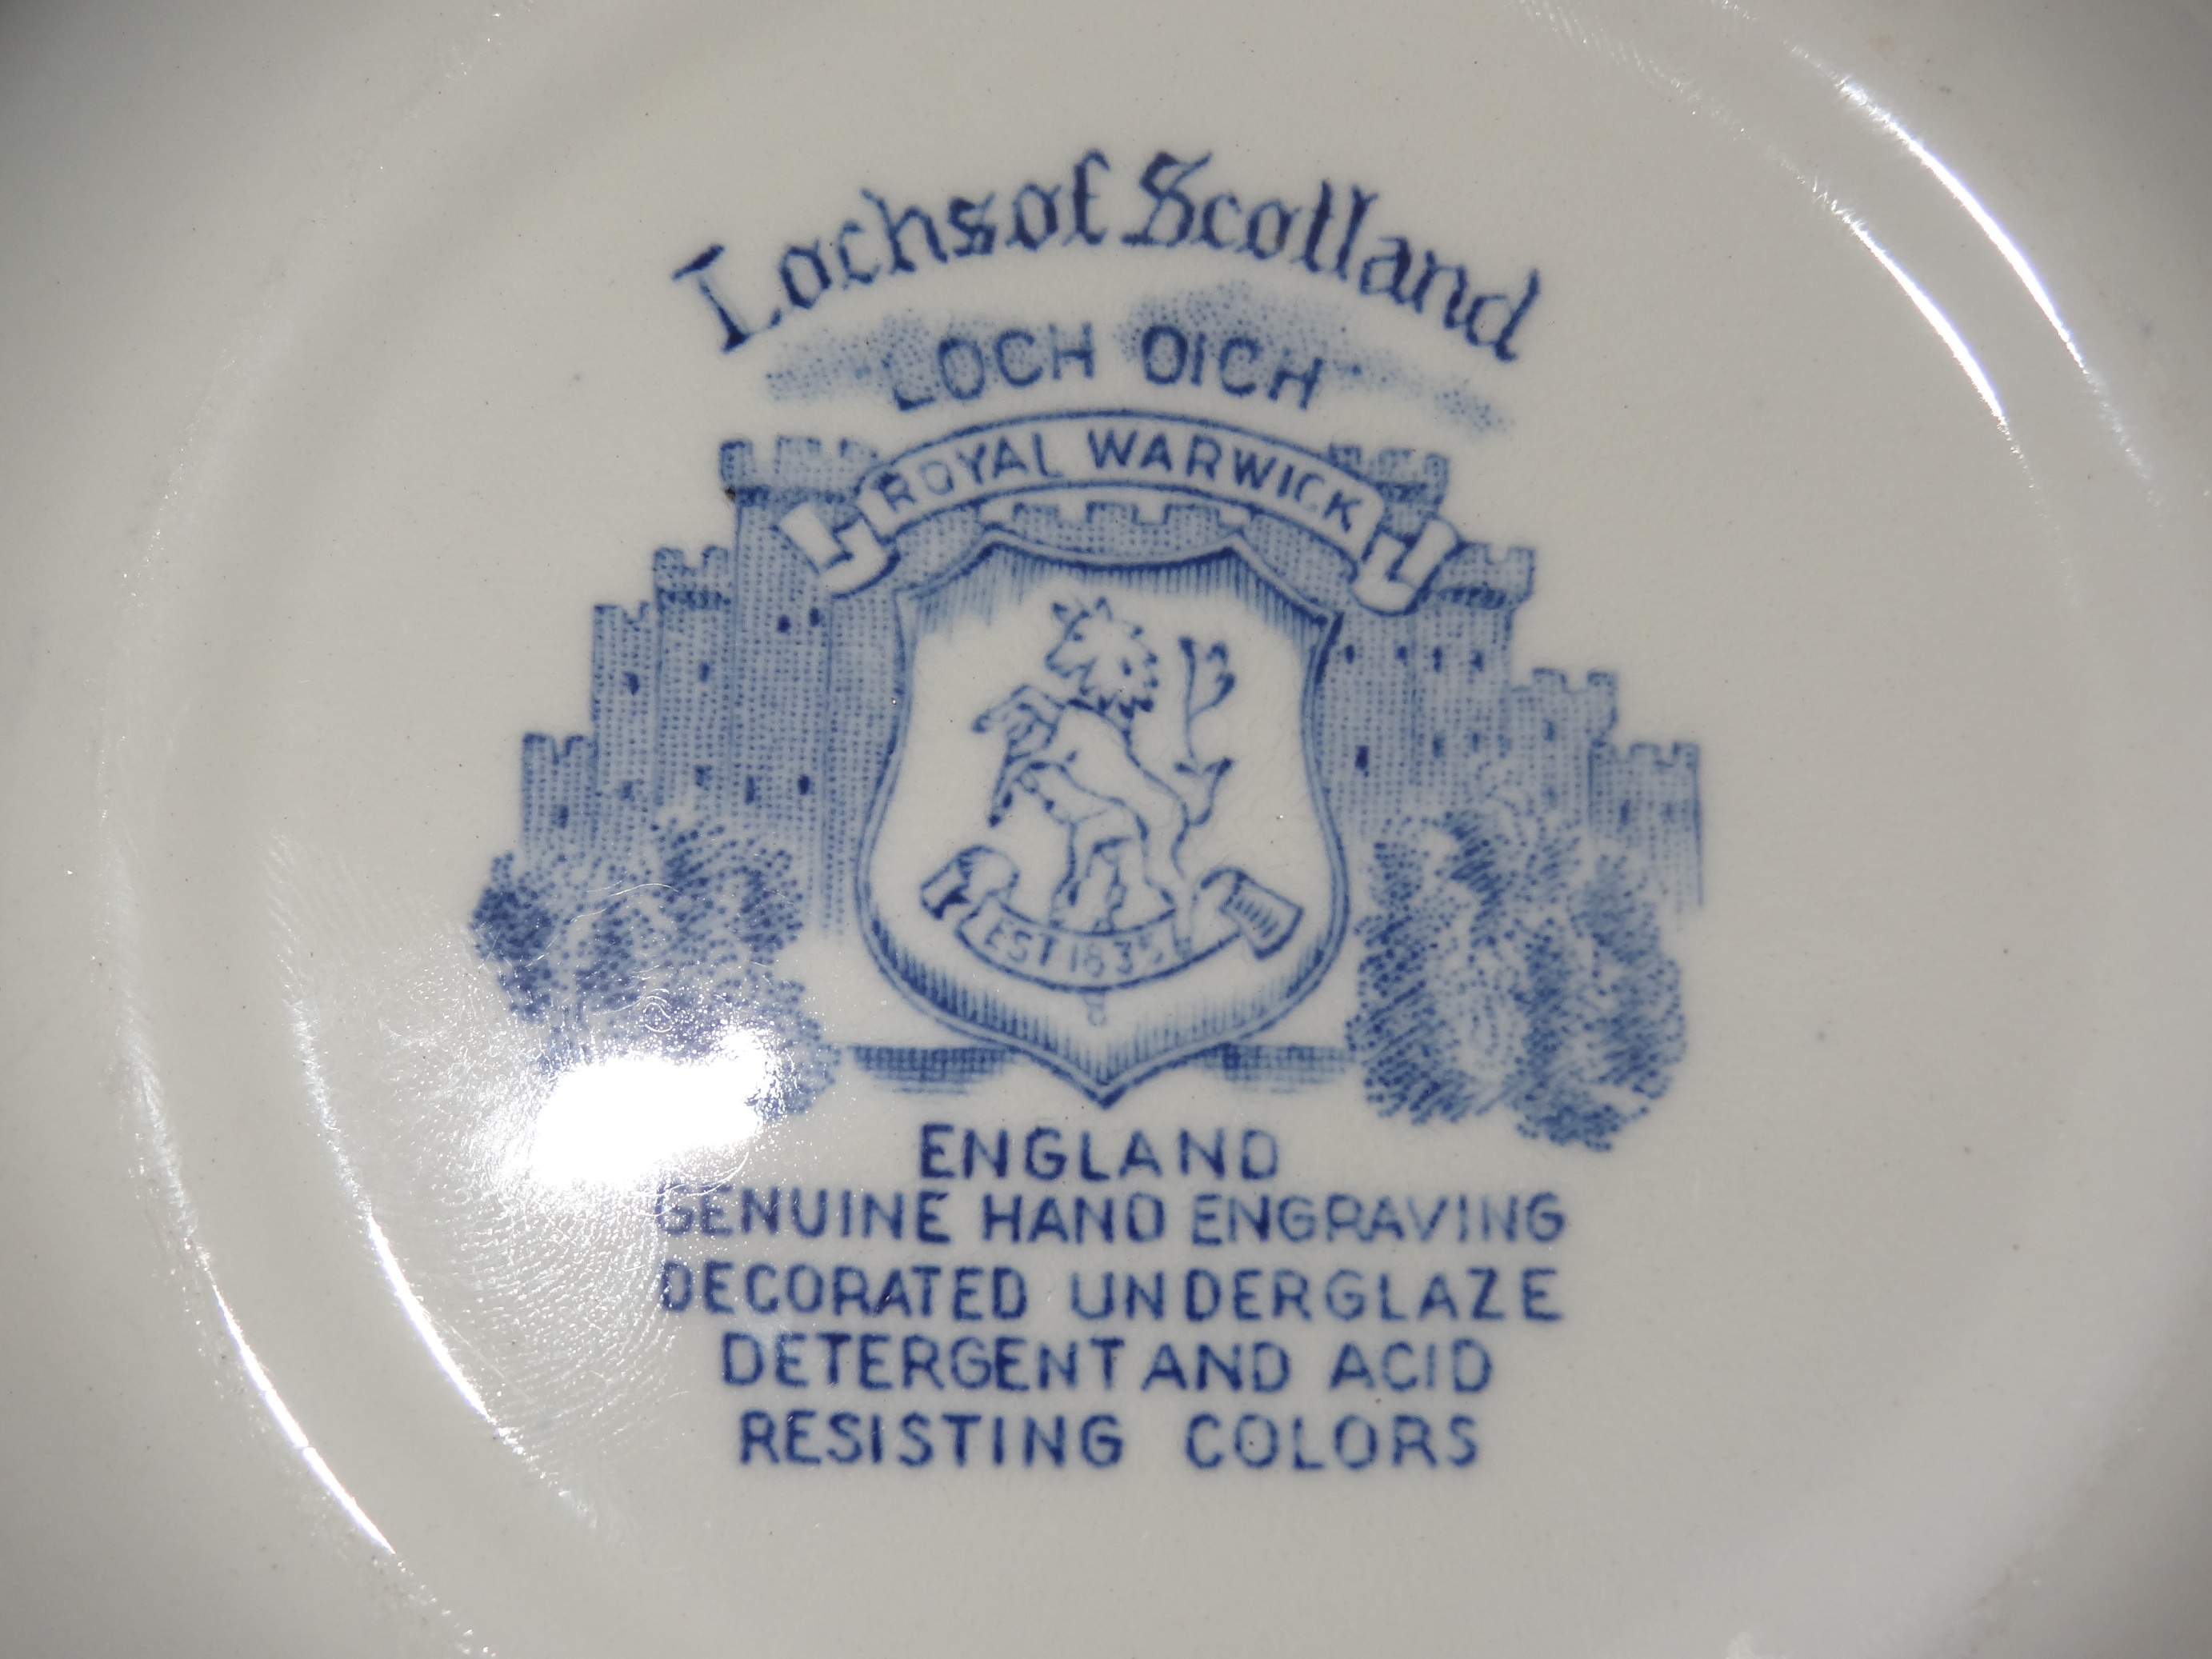 Lochs of Scotland
LOCH OICH
ROYAL WARWICK
EST 1635
ENGLAND
GENUINE HAND ENGRAVING
DECORATED UNDERGLAZE
DETERGENT AND ACID
RESISTING COLORS